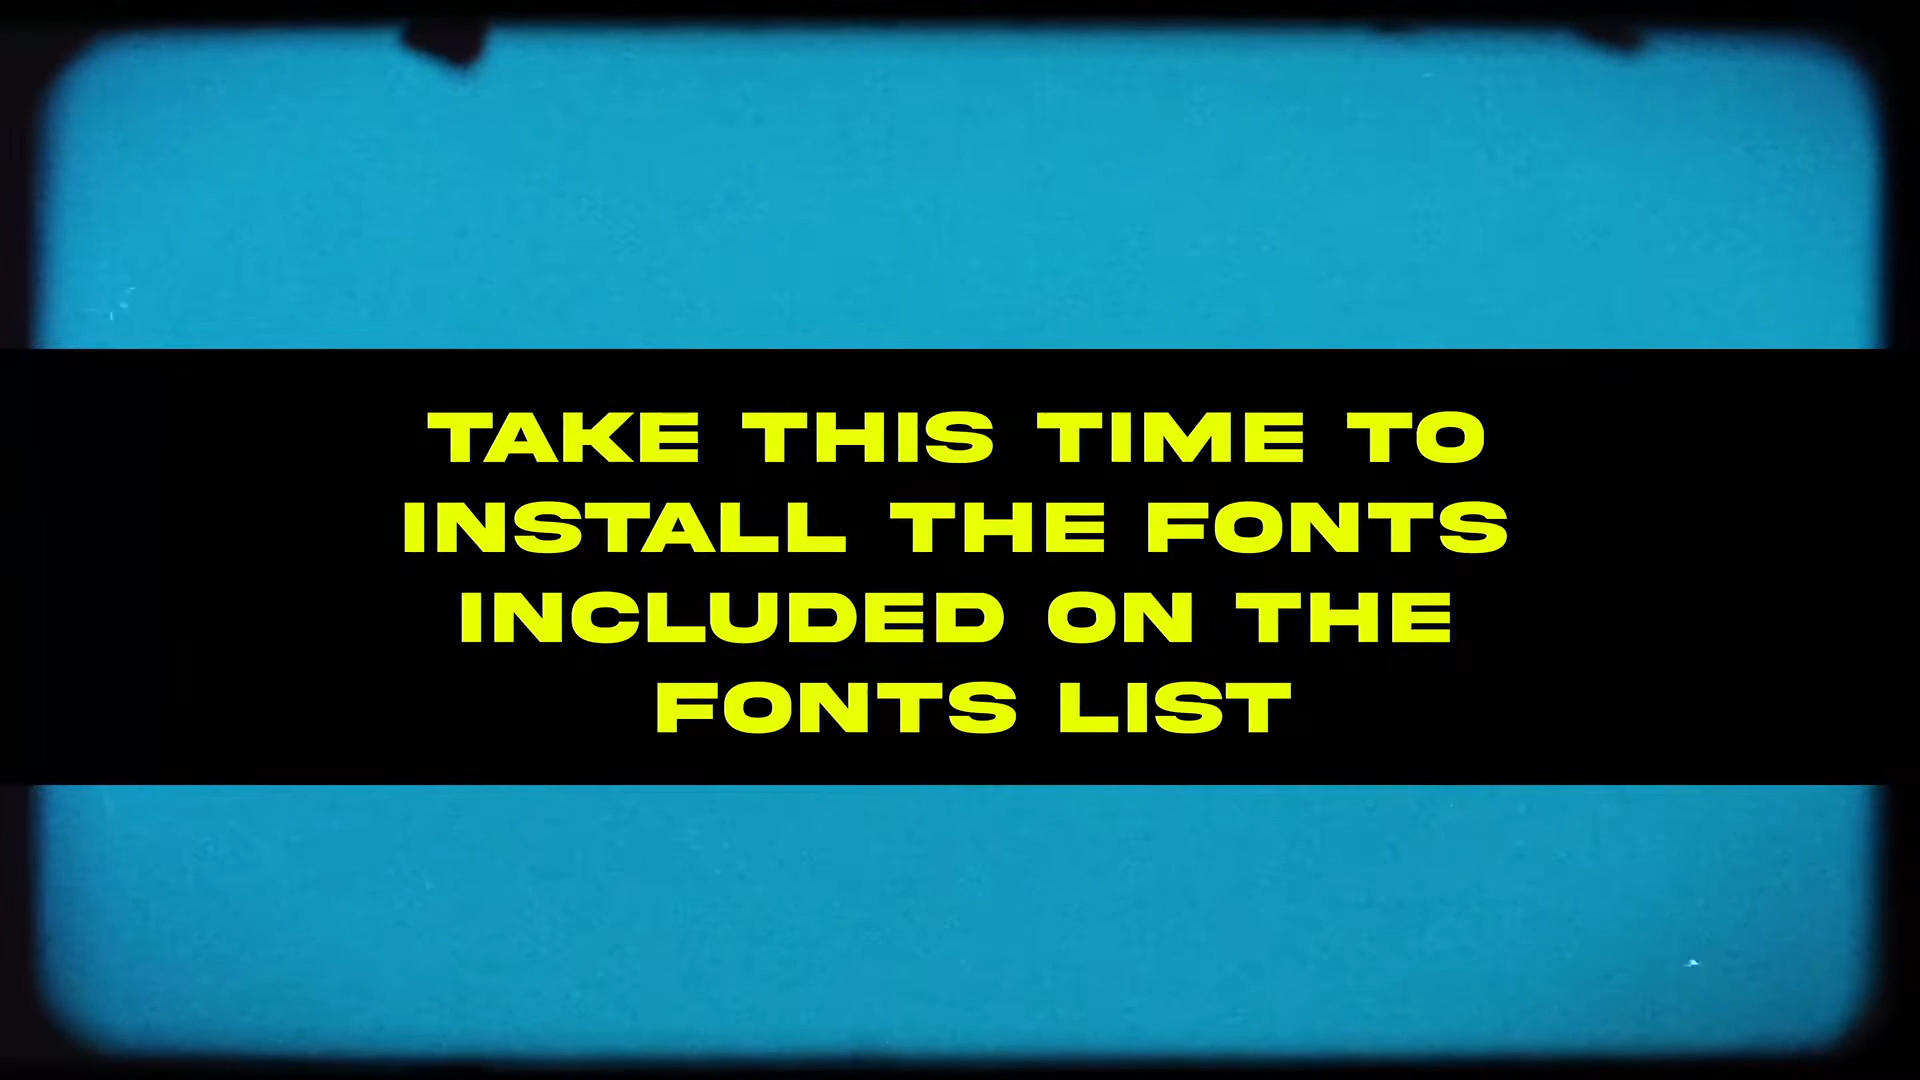 TAKE THIS TIME TO
INSTALL THE FONTS
INCLUDED ON THE
FONTS LIST